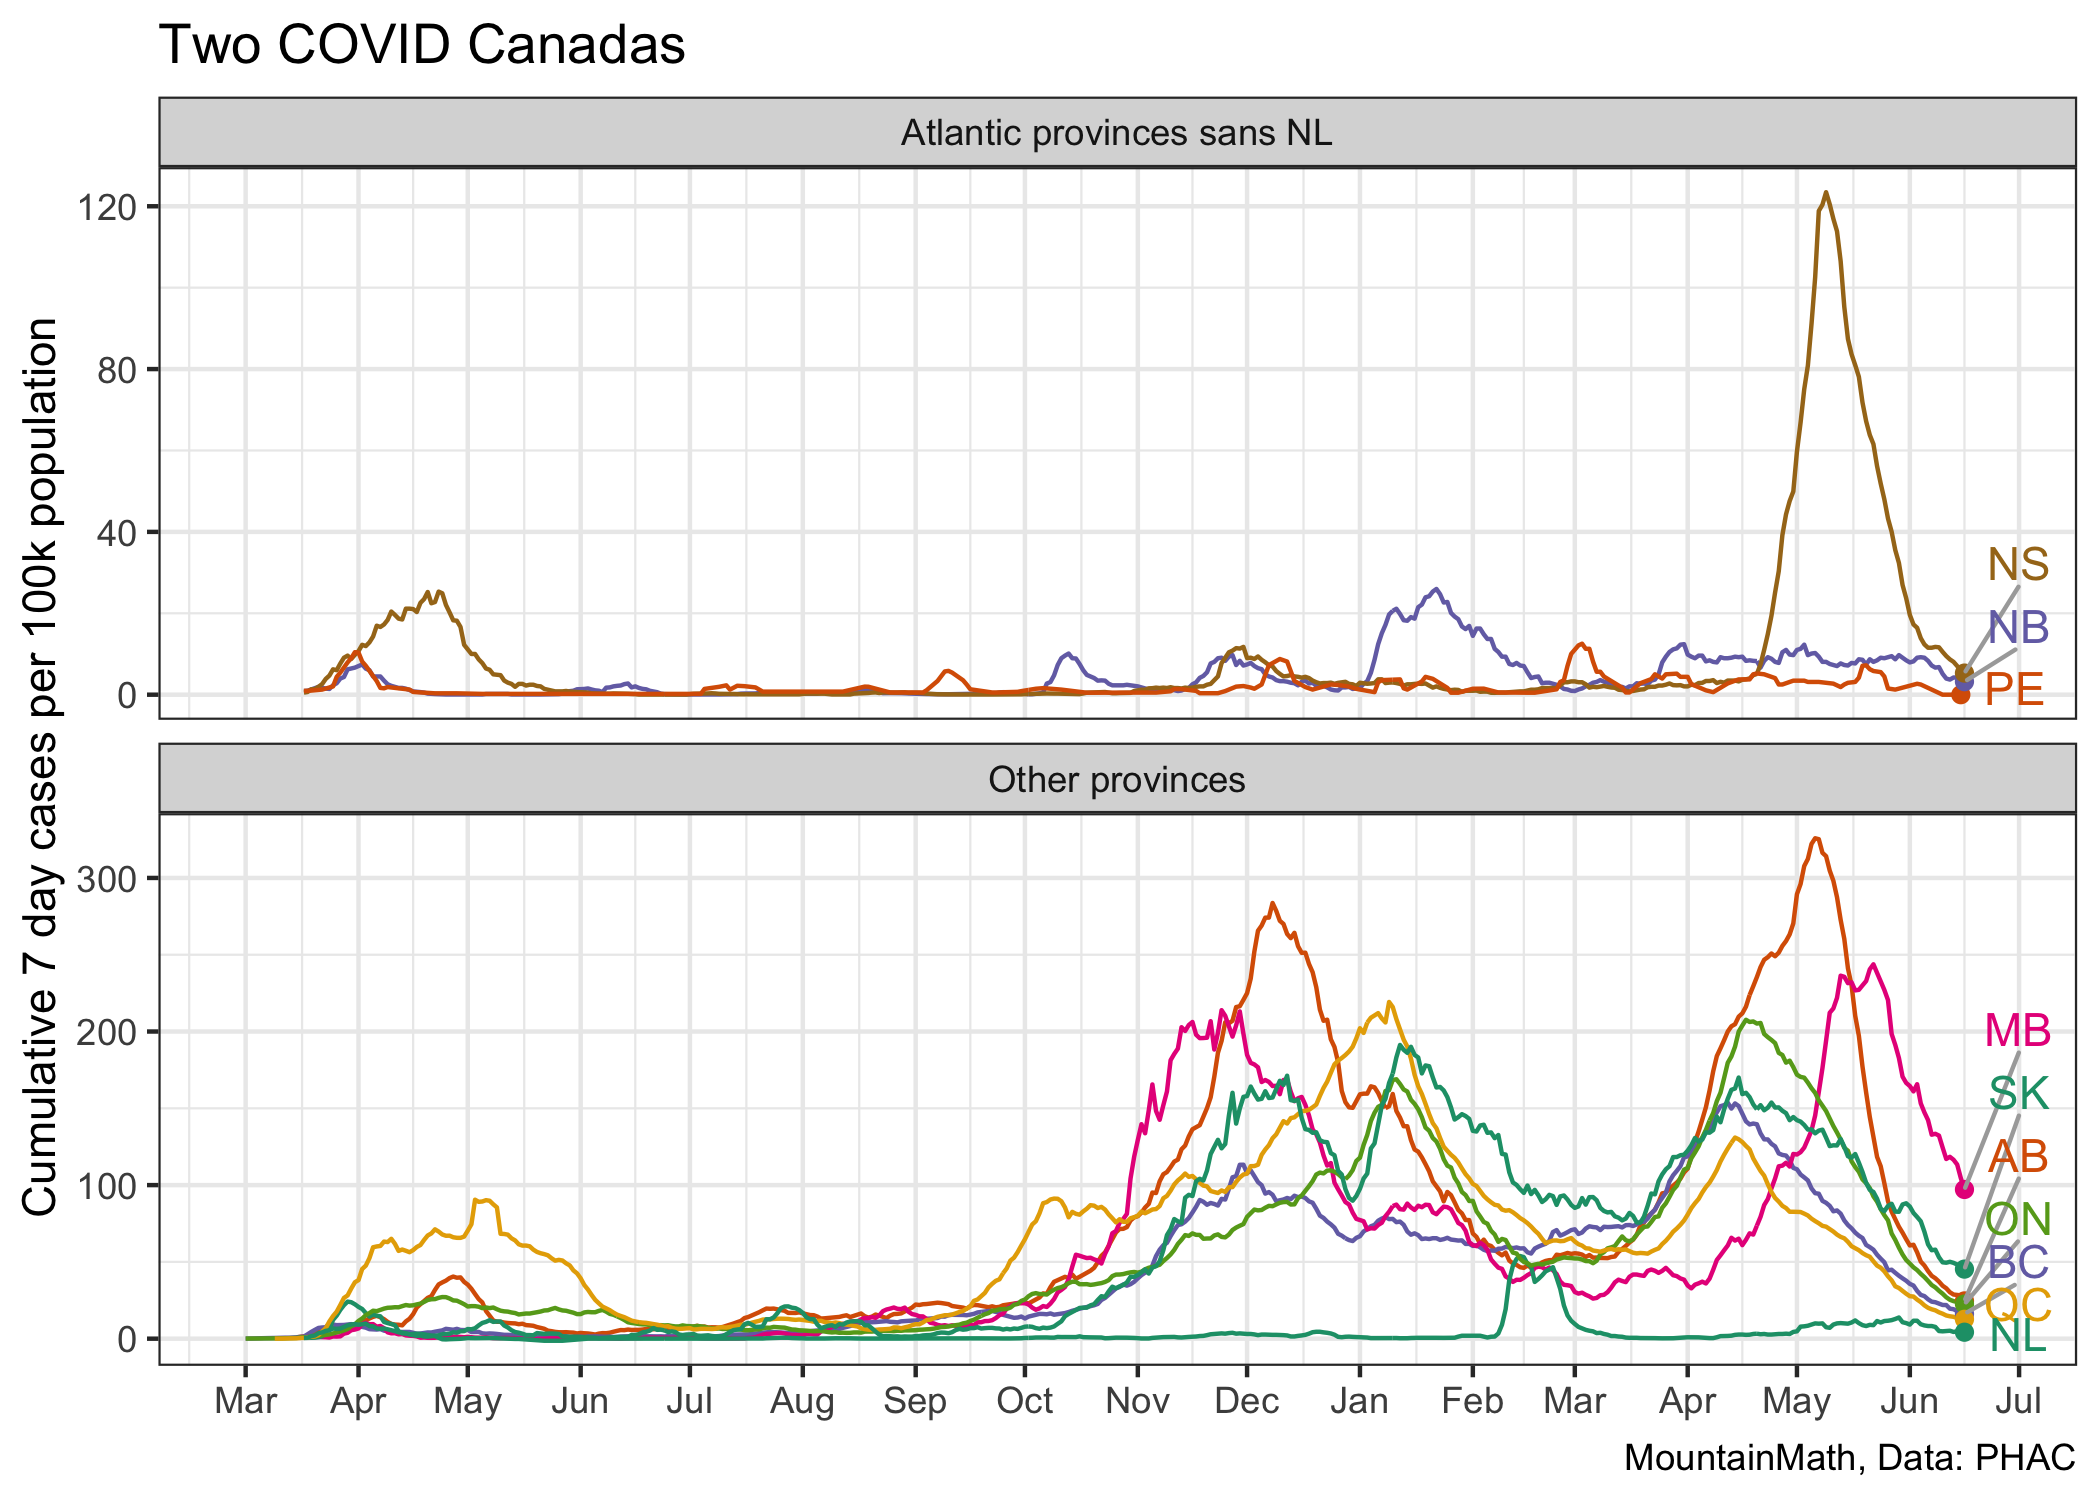 Two COVID Canadas
Atlantic provinces sans NL
Cumulative 7 day cases per 100k population
120
80
40
0
NS
NB
PE
Other provinces
300
200
100
0
MB
SK
AB
ON
BC
QC
NL
Mar Apr May Jun Jul Aug Sep Oct Nov Dec Jan Feb Mar Apr May Jun Jul
MountainMath, Data: PHAC